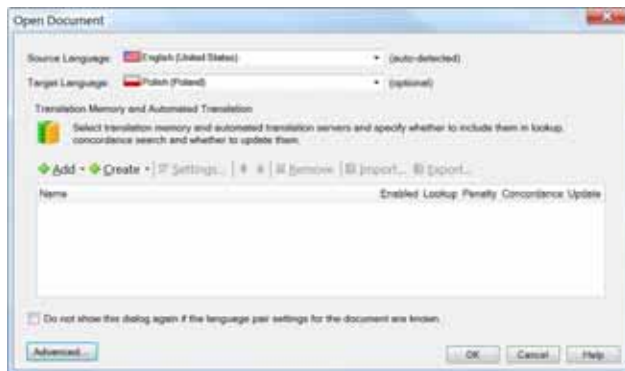 Open Document
Source Language: English (United States) (auto-detected)
Target Language: Polish (Poland) (optional)
Translation Memory and Automated Translation
Select translation memory and automated translation servers and specify whether to include them in lookup,
concordance search and whether to update them.
Add Create Settings... Remove Import... Export...
Name Enabled Lookup Penalty Concordance Update
Do not show this dialog again if the language pair settings for the document are known
Advanced... OK Cancel Help